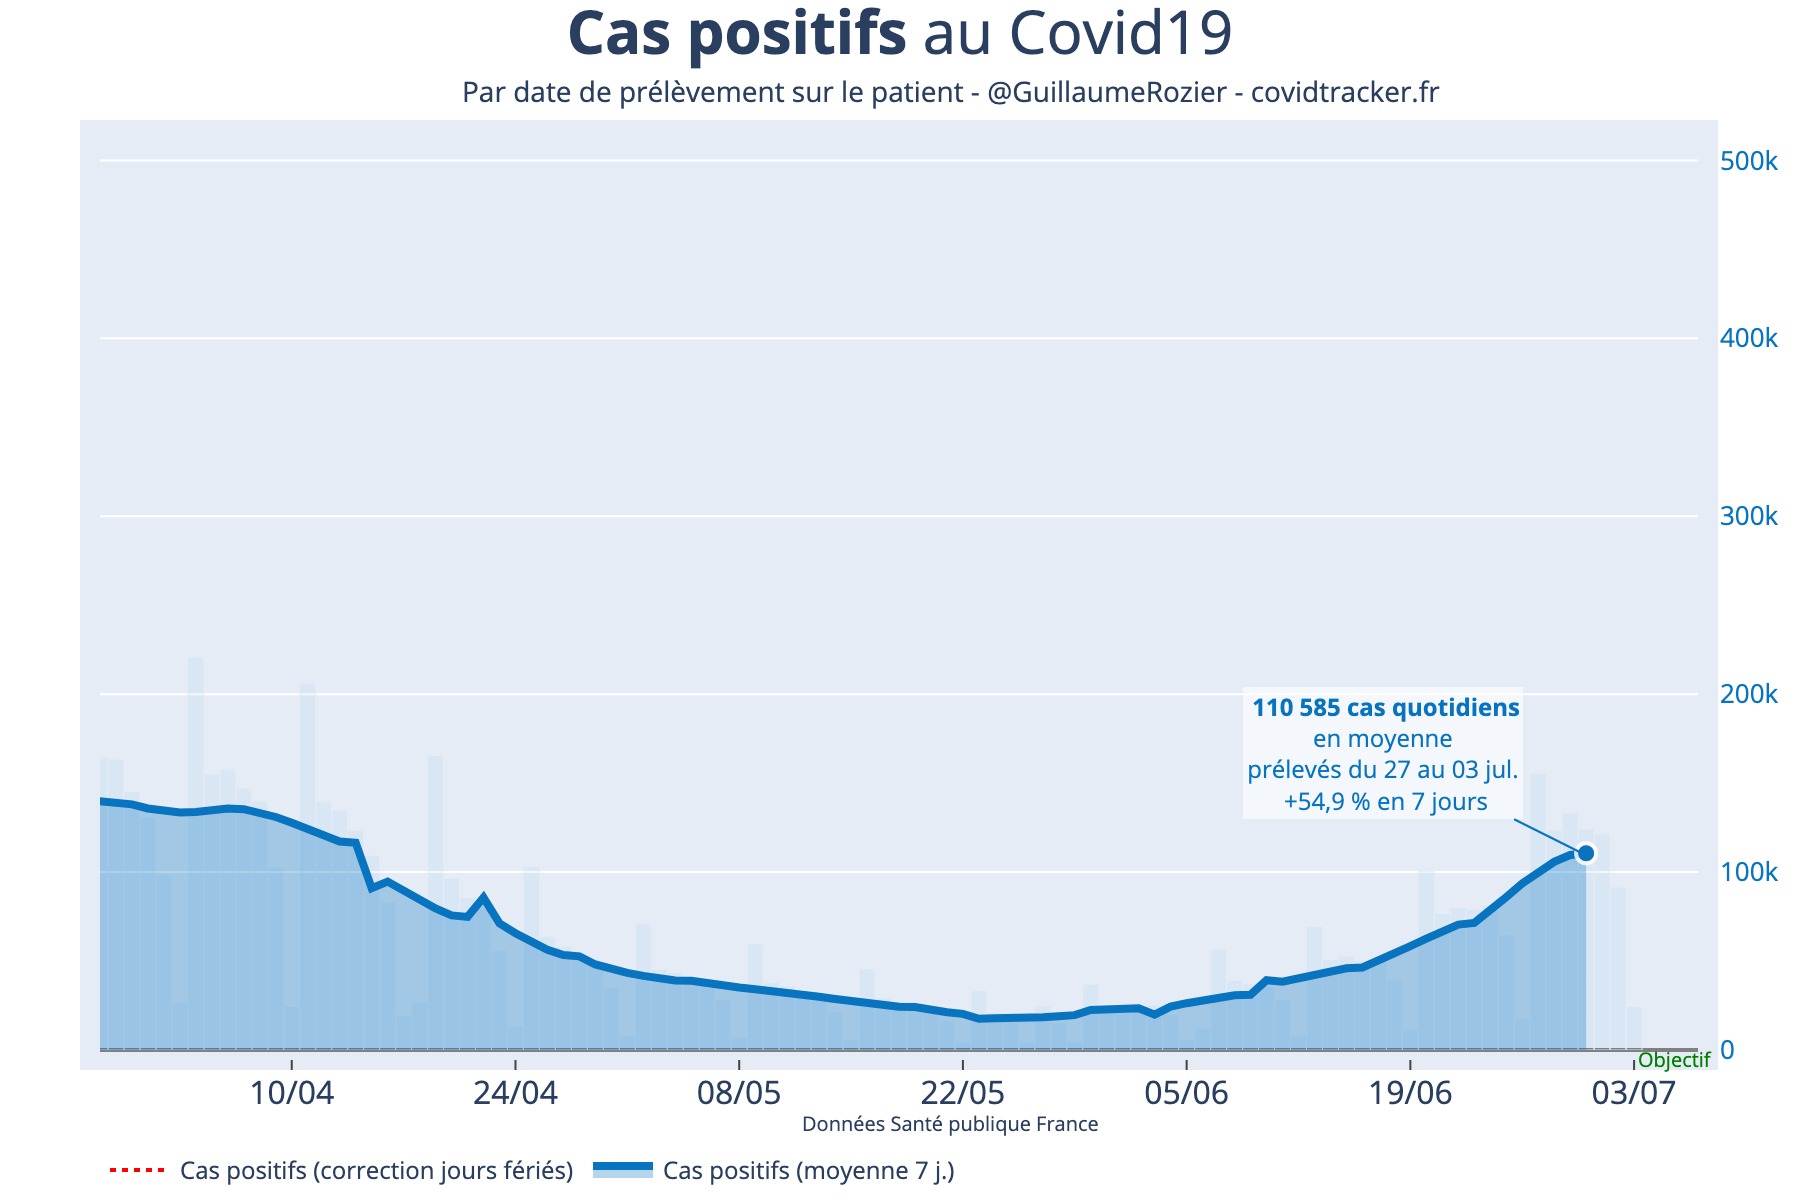 Cas positifs au Covid19
Par date de prélèvement sur le patient - @GuillaumeRozier - covidtracker.fr
500k
400k
300k
200k
100k
0
110 585 cas quotidiens
en moyenne
prélevés du 27 au 03 jul.
+54,9 % en 7 jours
Objectif
10/04 24/04 08/05 22/05 05/06 19/06 03/07
Données Santé publique France
Cas positifs (correction jours fériés) Cas positifs (moyenne 7 j.)